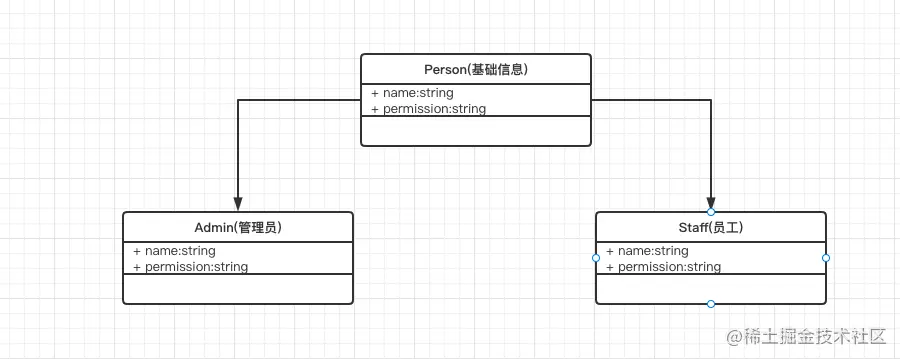 Person(基础信息)
+ name:string
+ permission:string
Admin(管理员)
+ name:string
+ permission:string
Staff(员工)
+ name:string
+ permission:string
@稀土掘金技术社区